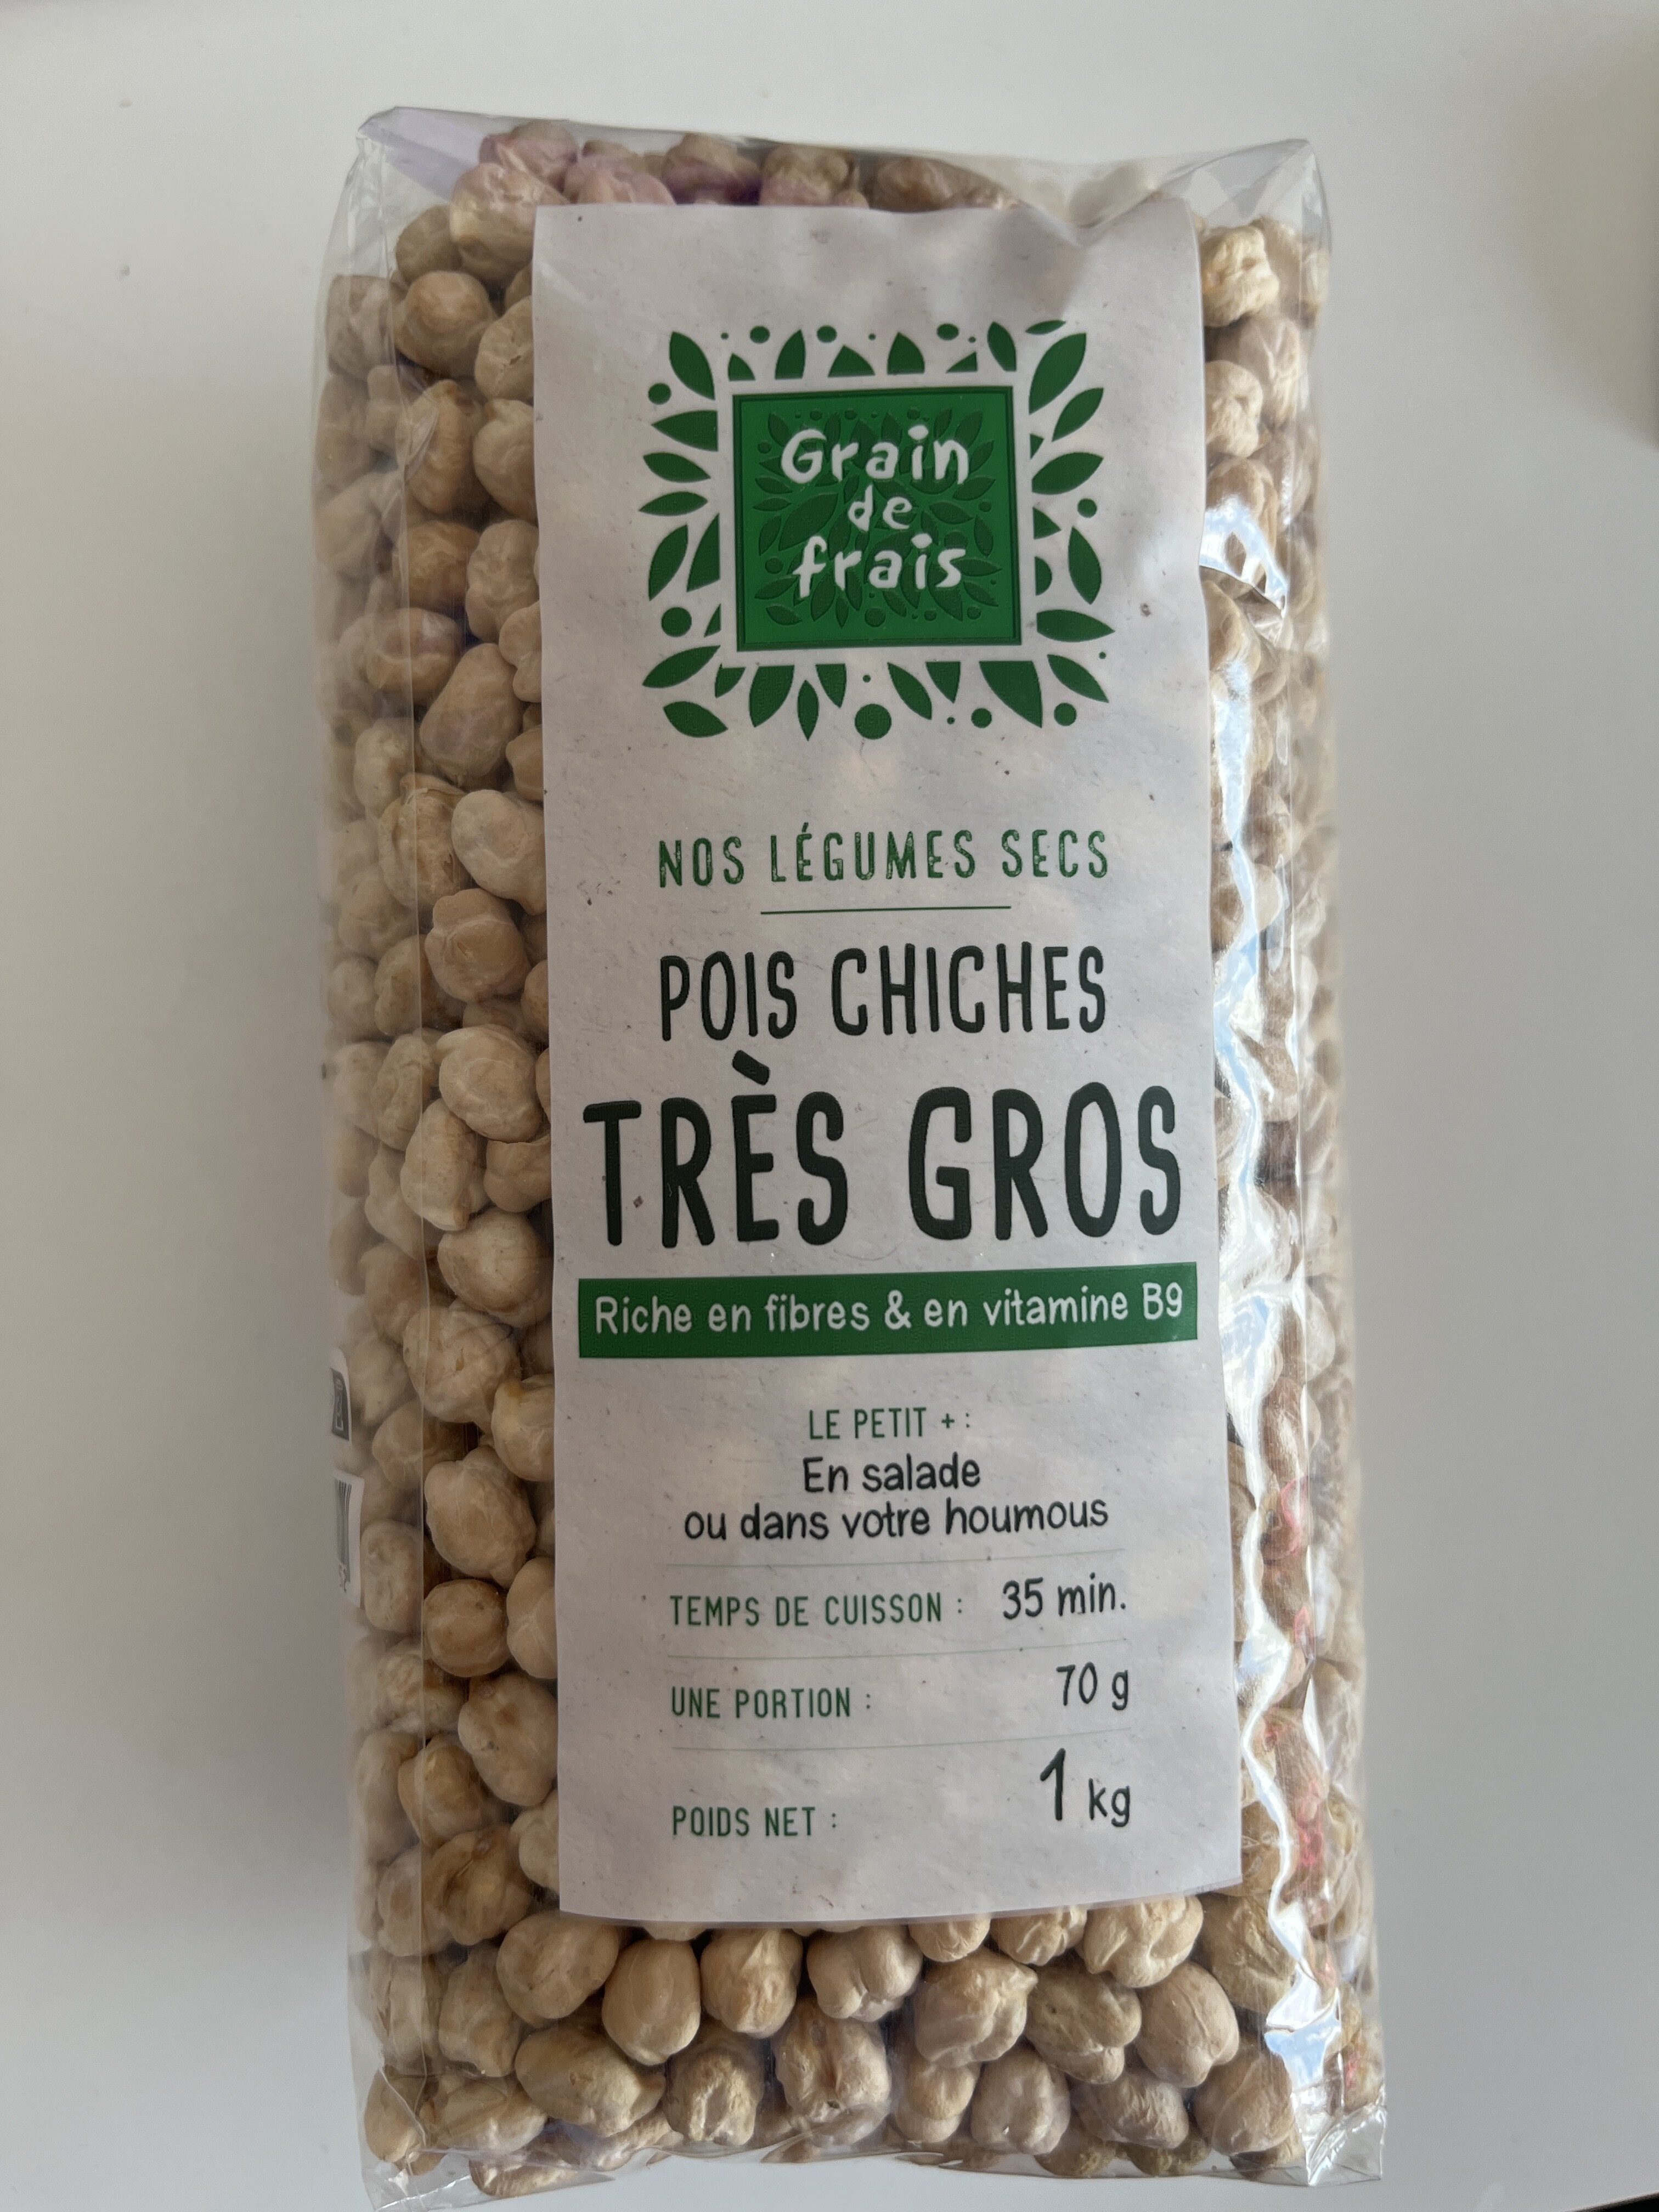 Grain
de
frais
NOS LÉGUMES SECS
POIS CHICHES
TRÈS GROS
Riche en fibres & en vitamine B9
LE PETIT + :
En salade
ou dans votre houmous
TEMPS DE CUISSON : 35 min.
UNE PORTION : 70 g
POIDS NET : 1 kg